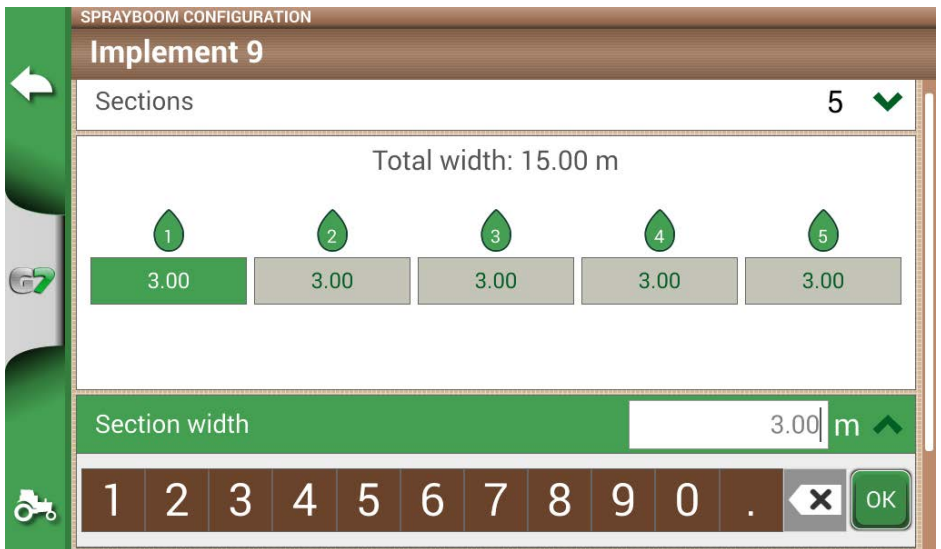 SPRAYBOOM CONFIGURATION
Implement 9
Sections 5
Total width: 15.00 m
1 2 3 4 5
3.00 3.00 3.00 3.00 3.00
G7
Section width 3.00 m
1 2 3 4 5 6 7 8 9 0 . OK